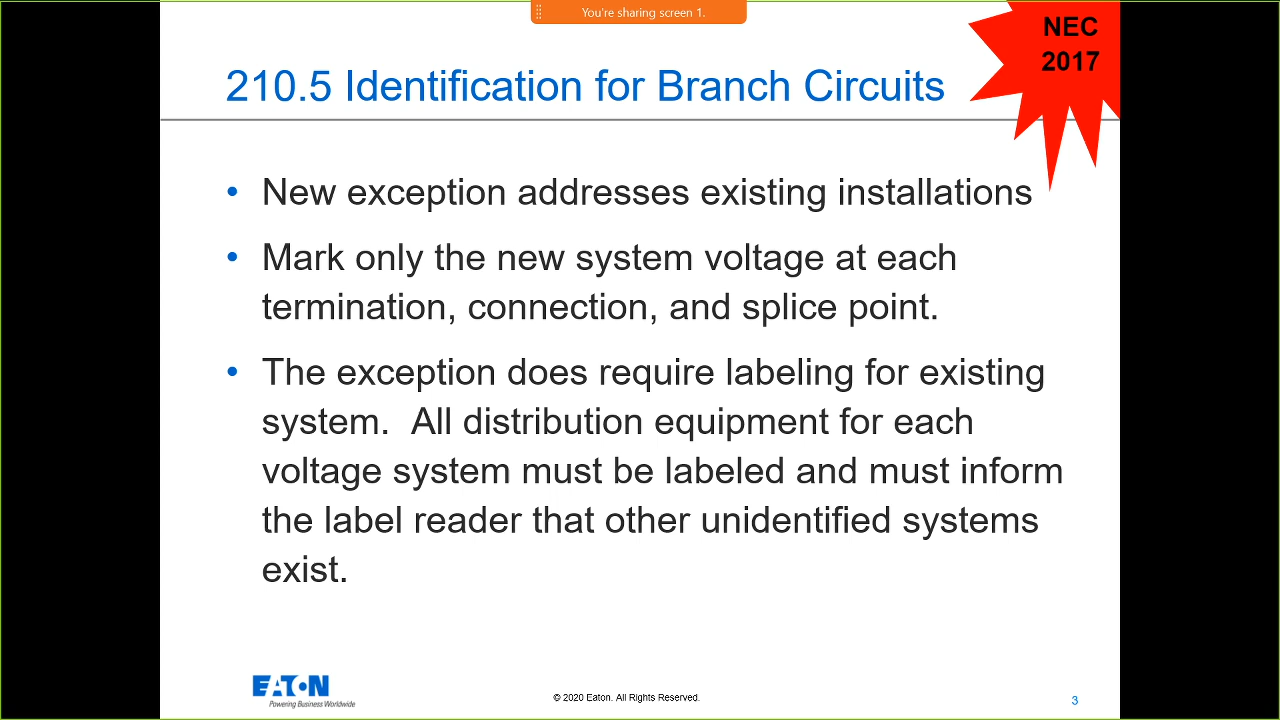 You're sharing screen 1.
NEC
2017
210.5 Identification for Branch Circuits
• New exception addresses existing installations
• Mark only the new system voltage at each
termination, connection, and splice point.
• The exception does require labeling for existing
system.  All distribution equipment for each
voltage system must be labeled and must inform
the label reader that other unidentified systems
exist.
EATON
Powering Business Worldwide
© 2020 Eaton. All Rights Reserved.
3